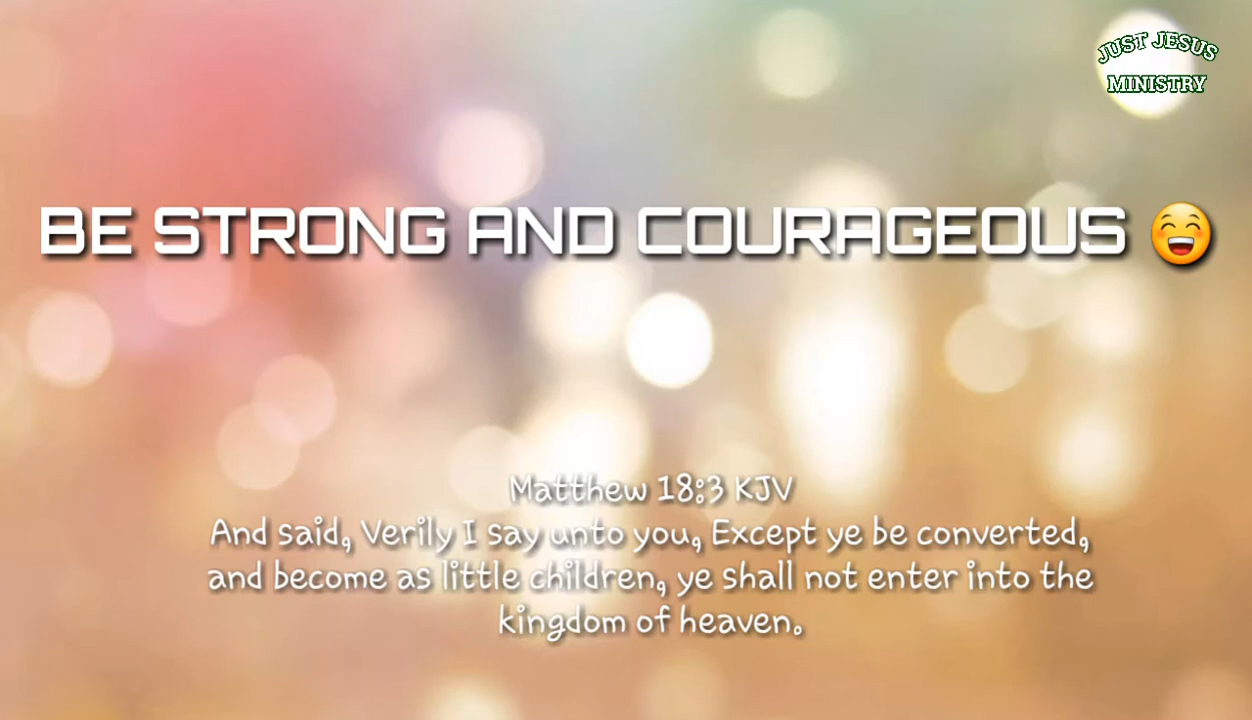 JUST JESUS
MINISTRY
BE STRONG AND COURAGEOUS 😄
Matthew 18:3 KJV
And said, Verily I say unto you, Except ye be converted,
and become as little children, ye shall not enter into the
kingdom of heaven.